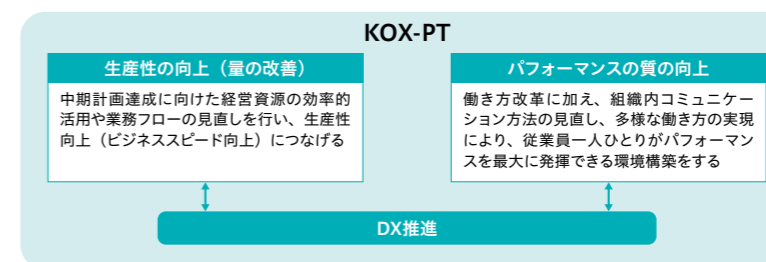 KOX-PT
生産性の向上（量の改善）
中期計画達成に向けた経営資源の効率的
活用や業務フローの見直しを行い、生産性
向上（ビジネススピード向上）につなげる
パフォーマンスの質の向上
働き方改革に加え、組織内コミュニケー
ション方法の見直し、多様な働き方の実現
により、従業員一人ひとりがパフォーマン
スを最大に発揮できる環境構築をする
DX推進